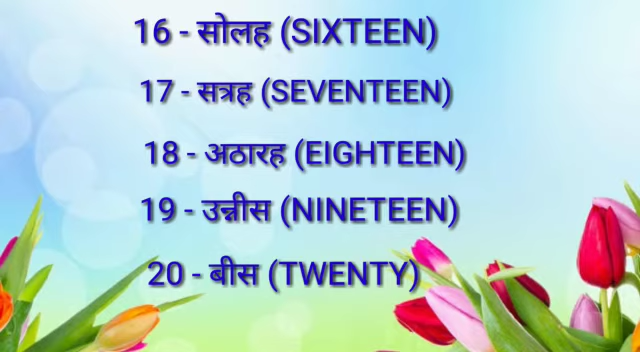 16 - सोलह (SIXTEEN)
17 - सत्रह (SEVENTEEN)
18 - अठारह (EIGHTEEN)
19 - उन्नीस (NINETEEN)
20 - बीस (TWENTY)